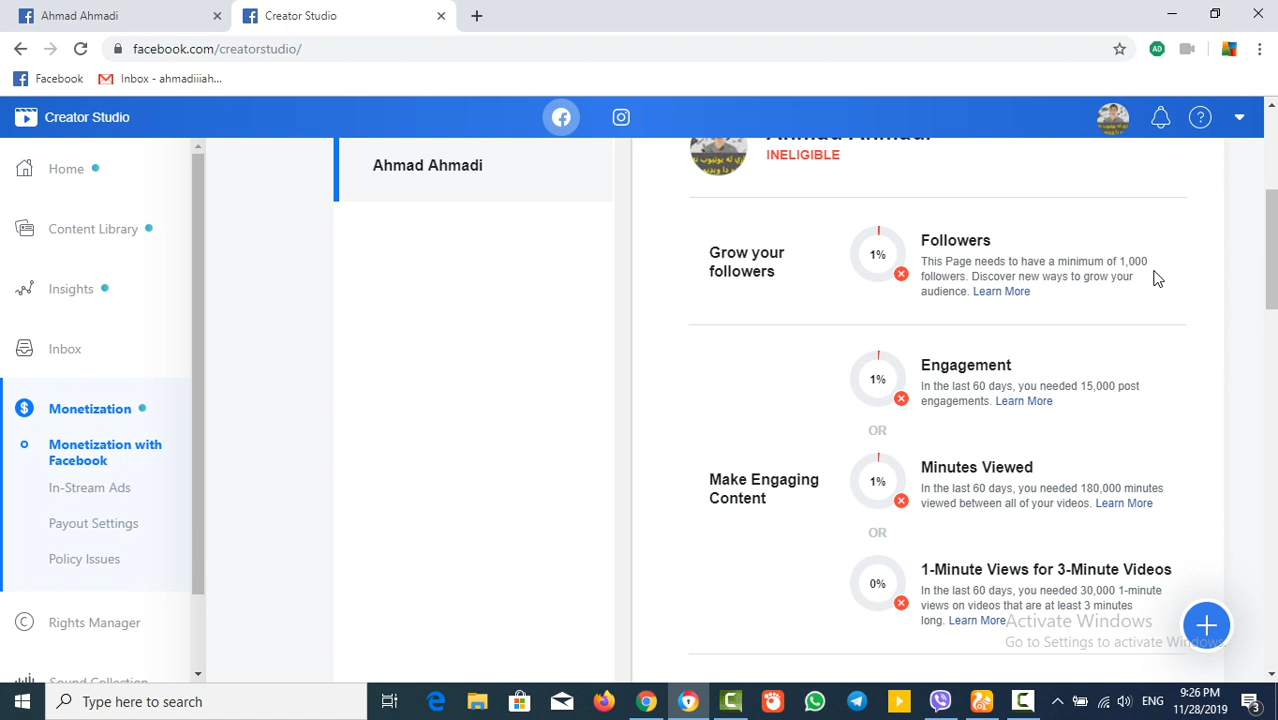 Ahmad Ahmadi
Creator Studio
facebook.com/creatorstudio/
AD
Facebook
Inbox - ahmadiiiah...
Creator Studio
Home
Content Library
Insights
Inbox
Monetization
Monetization with
Facebook
In-Stream Ads
Payout Settings
Policy Issues
Rights Manager
Sound Collection
Ahmad Ahmadi
Ahmad Ahmadi
INELIGIBLE
Grow your
followers
1%
Followers
This Page needs to have a minimum of 1,000
followers. Discover new ways to grow your
audience. Learn More
Make Engaging
Content
1%
Engagement
In the last 60 days, you needed 15,000 post
engagements. Learn More
OR
1%
Minutes Viewed
In the last 60 days, you needed 180,000 minutes
viewed between all of your videos. Learn More
OR
0%
1-Minute Views for 3-Minute Videos
In the last 60 days, you needed 30,000 1-minute
views on videos that are at least 3 minutes
long. Learn More
Activate Windows
Go to Settings to activate Windows.
Type here to search
ENG
9:26 PM
11/28/2019
3